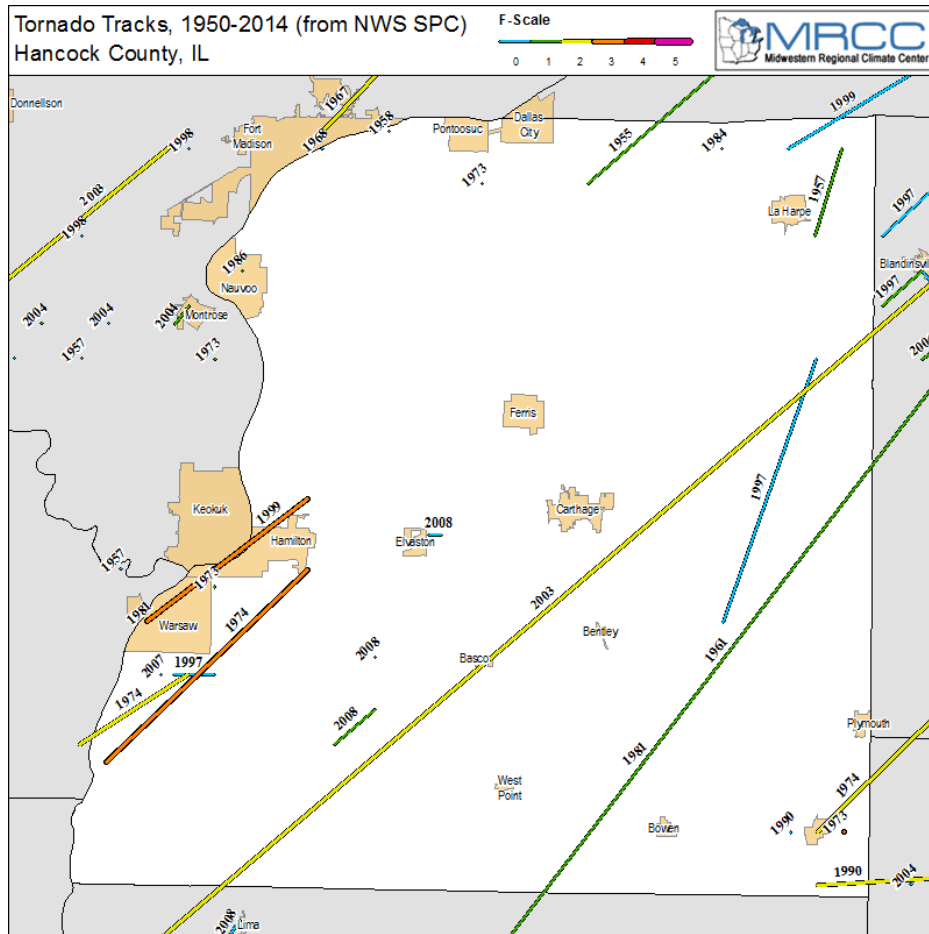 Tornado Tracks, 1950-2014 (from NWS SPC)
Hancock County, IL
F-Scale
0 1 2 3 4 5
MRCC
Midwestern Regional Climate Center
Donnellson
1967
1999
Dallas
City
1998
Fort
Madison
1968
1958
Pontoosuc
1955
1984
1973
2003
1957
La Harpe
1997
1998
1986
Nauvoo
Blandinsvil
1997
2004
2004
2004
Montrose
1957
1973
Ferris
1997
Keokuk
1999
Carthage
Hamilton
2008
Elvaston
1957
1973
1981
Warsaw
1974
2003
Bentley
2008
Basco
1961
2007
1997
1974
2008
Plymouth
1981
West
Point
1974
Bowen
1990
1973
1990
2004
2008
Lima